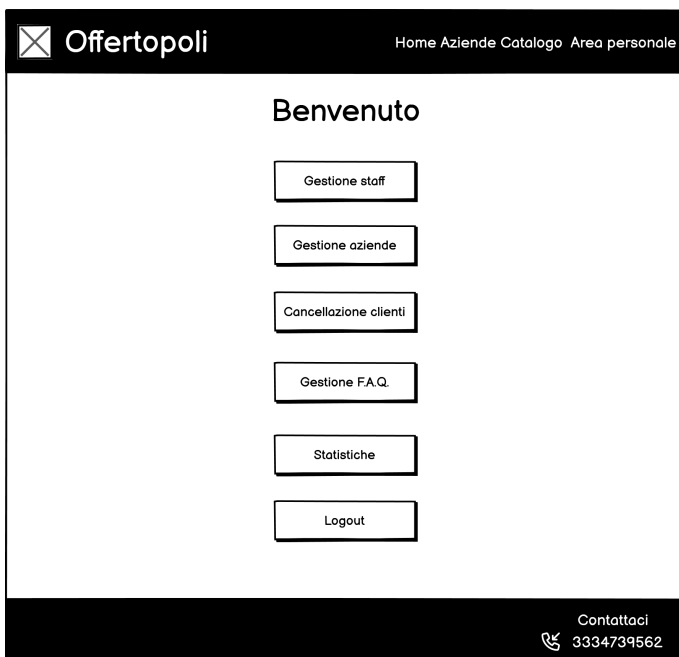 Offertopoli
Home Aziende Catalogo Area personale
Benvenuto
Gestione staff
Gestione aziende
Cancellazione clienti
Gestione F.A.Q.
Statistiche
Logout
Contattaci
3334739562